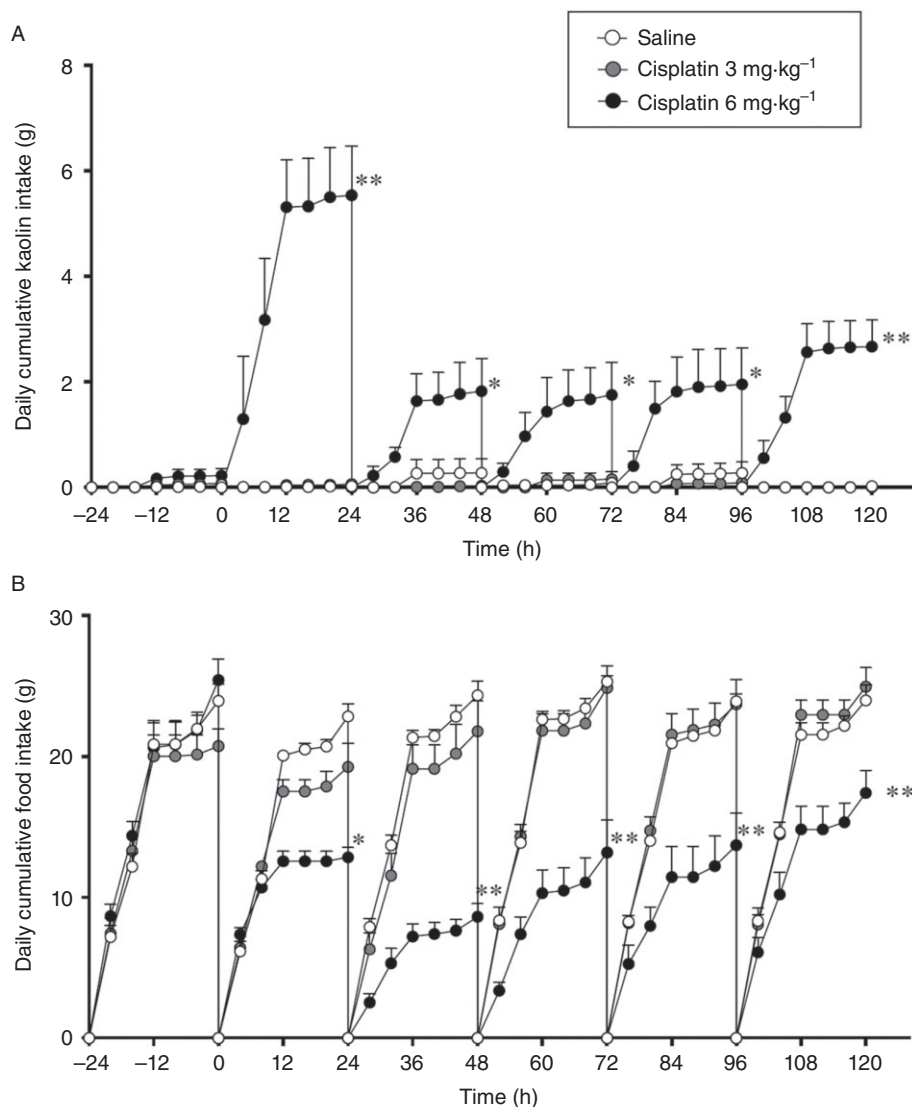 A
Saline
Cisplatin 3 mg·kg⁻¹
Cisplatin 6 mg·kg⁻¹
8
6
4
2
0
Daily cumulative kaolin intake (g)
**
*
*
*
**
−24 −12 0 12 24 36 48 60 72 84 96 108 120
Time (h)
B
30
20
10
0
Daily cumulative food intake (g)
*
**
**
**
**
−24 −12 0 12 24 36 48 60 72 84 96 108 120
Time (h)